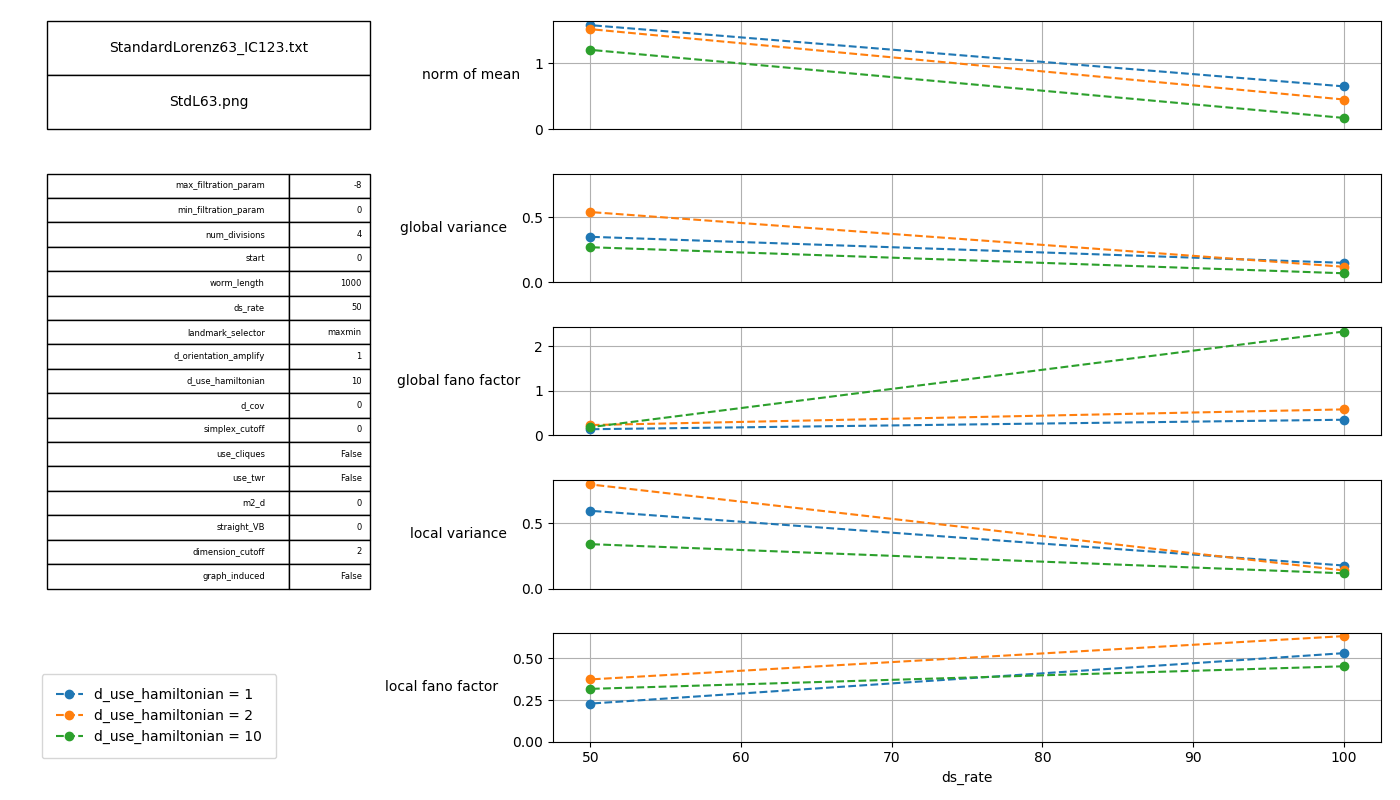 StandardLorenz63_IC123.txt
StdL63.png
max_filtration_param -8
min_filtration_param 0
num_divisions 4
start 0
worm_length 1000
ds_rate 50
landmark_selector maxmin
d_orientation_amplify 1
d_use_hamiltonian 10
d_cov 0
simplex_cutoff 0
use_cliques False
use_twr False
m2_d 0
straight_VB 0
dimension_cutoff 2
graph_induced False
d_use_hamiltonian = 1
d_use_hamiltonian = 2
d_use_hamiltonian = 10
norm of mean
1
0
global variance
0.5
0.0
global fano factor
2
1
0
local variance
0.5
0.0
local fano factor
0.50
0.25
0.00
50 60 70 80 90 100
ds_rate